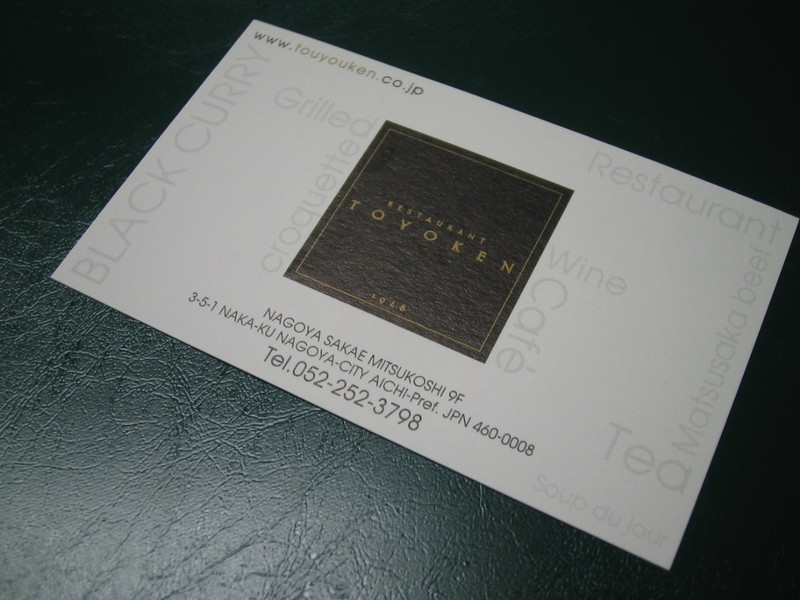 www.touyouken.co.jp
BLACK CURRY
Grilled
croquette
RESTAURANT
TOYOKEN
1928
Restaurant
Wine
Café
Matsusaka beef
Tea
Soup du jour
NAGOYA SAKAE MITSUKOSHI 9F
3-5-1 NAKA-KU NAGOYA-CITY AICHI-Pref. JPN 460-0008
Tel.052-252-3798